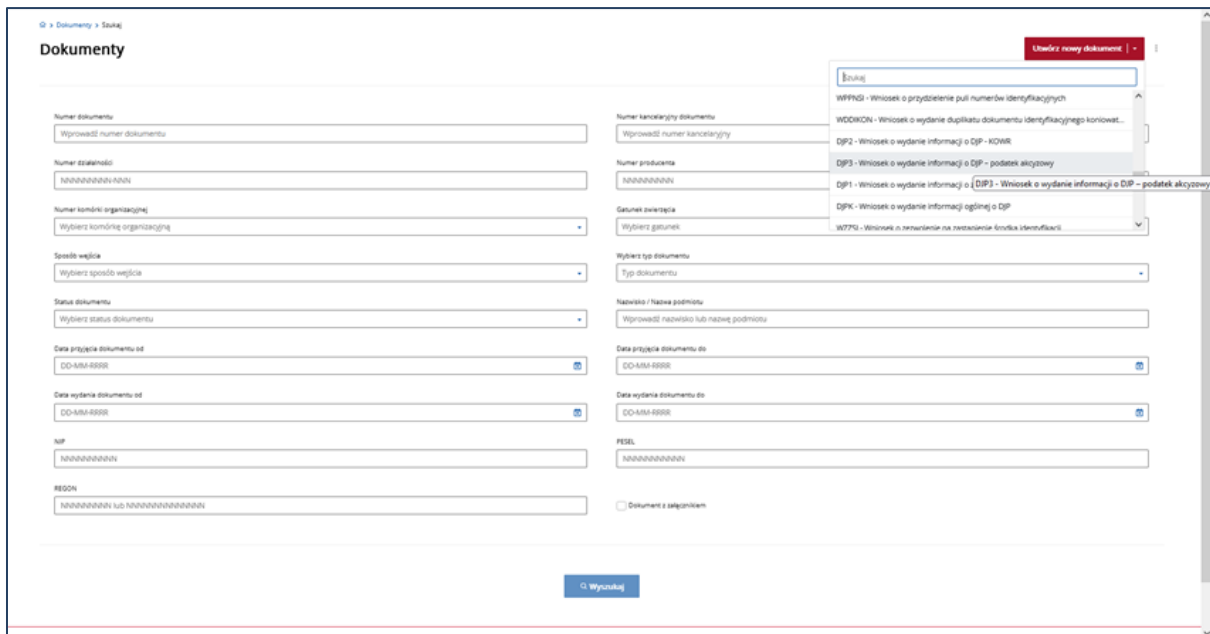 Dokumenty > Szukaj
Dokumenty
Utwórz nowy dokument
Szukaj
WPPNSI - Wniosek o przydzielenie puli numerów identyfikacyjnych
WDDIKON - Wniosek o wydanie duplikatu dokumentu identyfikacyjnego koniowat...
DJP2 - Wniosek o wydanie informacji o DJP - KOWR
DJP3 - Wniosek o wydanie informacji o DJP – podatek akcyzowy
DJP1 - Wniosek o wydanie informacji o
DJP3 - Wniosek o wydanie informacji o DJP – podatek akcyzowy
DJPK - Wniosek o wydanie informacji ogólnej o DJP
WZZSI - Wniosek o zezwolenie na zastąpienie środka identyfikacji
Numer dokumentu
Wprowadź numer dokumentu
Numer kancelaryjny dokumentu
Wprowadź numer kancelaryjny
Numer działalności
NNNNNNNNN-NNN
Numer producenta
NNNNNNNNN
Numer komórki organizacyjnej
Wybierz komórkę organizacyjną
Gatunek zwierzęcia
Wybierz gatunek
Sposób wejścia
Wybierz sposób wejścia
Wybierz typ dokumentu
Typ dokumentu
Status dokumentu
Wybierz status dokumentu
Nazwisko / Nazwa podmiotu
Wprowadź nazwisko lub nazwę podmiotu
Data przyjęcia dokumentu od
DD-MM-RRRR
Data przyjęcia dokumentu do
DD-MM-RRRR
Data wydania dokumentu od
DD-MM-RRRR
Data wydania dokumentu do
DD-MM-RRRR
NIP
NNNNNNNNNN
PESEL
NNNNNNNNNNN
REGON
NNNNNNNNN lub NNNNNNNNNNNNNN
Dokument z załącznikiem
Wyszukaj